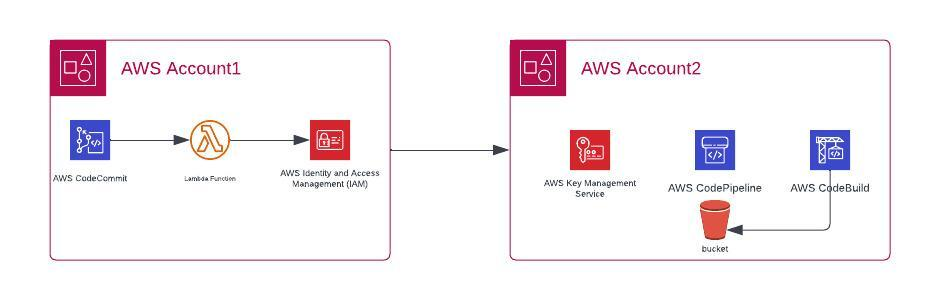 AWS Account1
AWS CodeCommit
Lambda Function
AWS Identity and Access
Management (IAM)
AWS Account2
AWS Key Management
Service
AWS CodePipeline
AWS CodeBuild
bucket